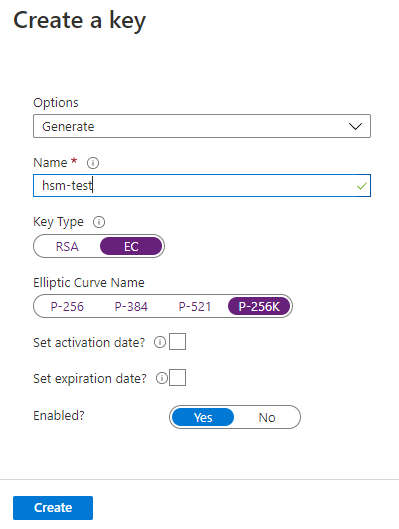 Create a key
Options
Generate
Name *
hsm-test
Key Type
RSA EC
Elliptic Curve Name
P-256 P-384 P-521 P-256K
Set activation date?
Set expiration date?
Enabled? Yes No
Create